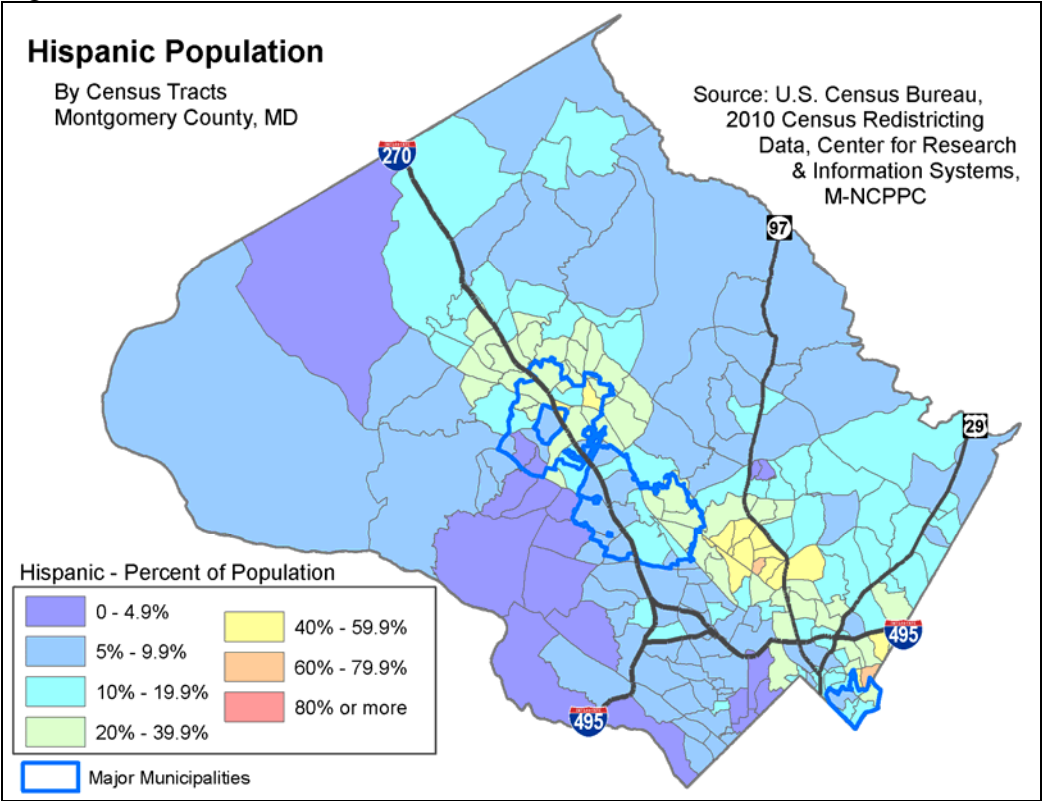 Hispanic Population
By Census Tracts
Montgomery County, MD
Source: U.S. Census Bureau,
2010 Census Redistricting
Data, Center for Research
& Information Systems,
M-NCPPC
270
97
29
495
495
Hispanic - Percent of Population
0 - 4.9%
5% - 9.9%
10% - 19.9%
20% - 39.9%
40% - 59.9%
60% - 79.9%
80% or more
Major Municipalities